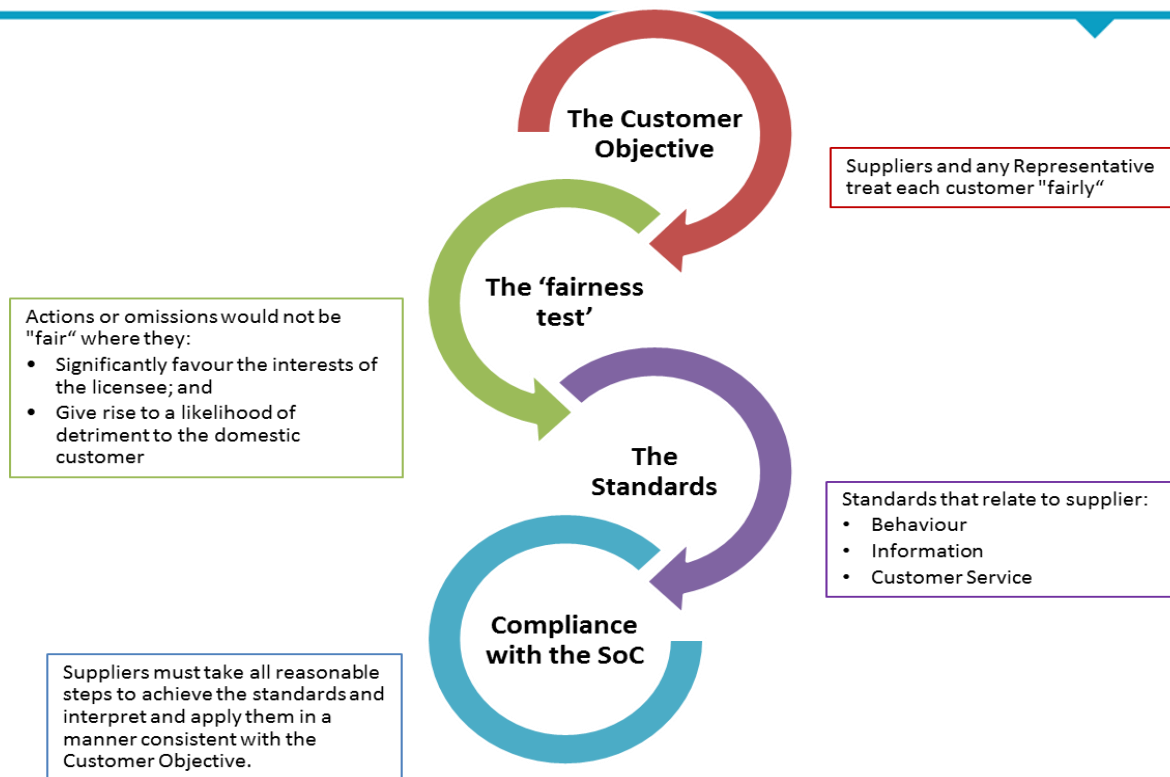 The Customer
Objective
Suppliers and any Representative
treat each customer "fairly“
The ‘fairness
test’
Actions or omissions would not be
"fair“ where they:
• Significantly favour the interests of
the licensee; and
• Give rise to a likelihood of
detriment to the domestic
customer
The
Standards
Standards that relate to supplier:
• Behaviour
• Information
• Customer Service
Compliance
with the SoC
Suppliers must take all reasonable
steps to achieve the standards and
interpret and apply them in a
manner consistent with the
Customer Objective.